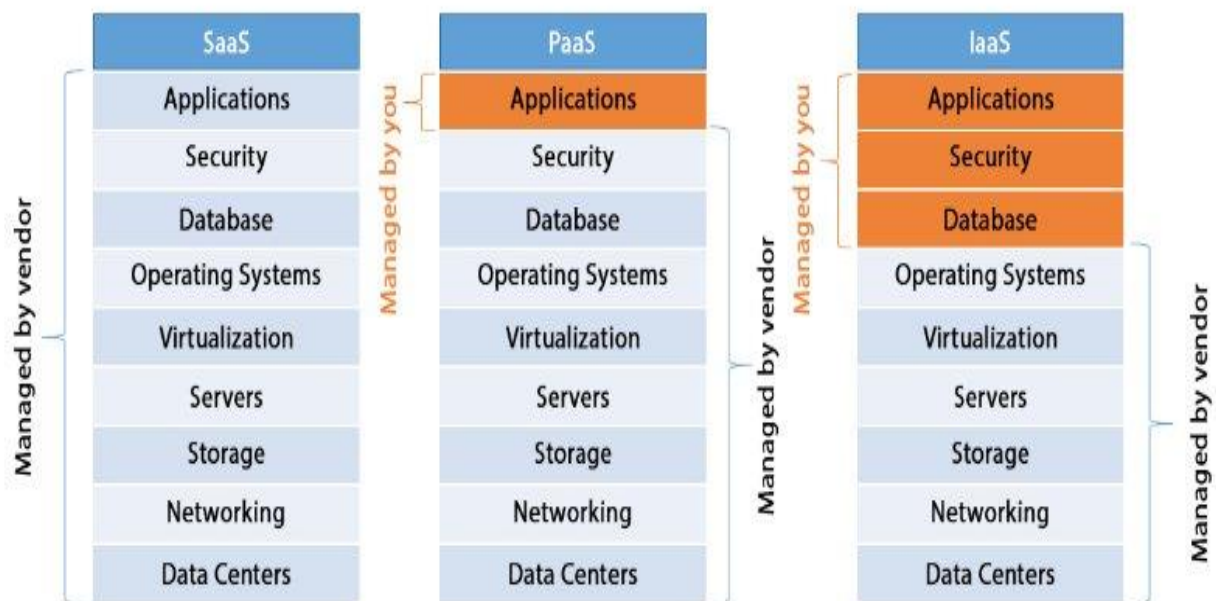 SaaS
Applications
Security
Database
Operating Systems
Virtualization
Servers
Storage
Networking
Data Centers
Managed by vendor
PaaS
Applications
Security
Database
Operating Systems
Virtualization
Servers
Storage
Networking
Data Centers
Managed by you
Managed by vendor
IaaS
Applications
Security
Database
Operating Systems
Virtualization
Servers
Storage
Networking
Data Centers
Managed by you
Managed by vendor